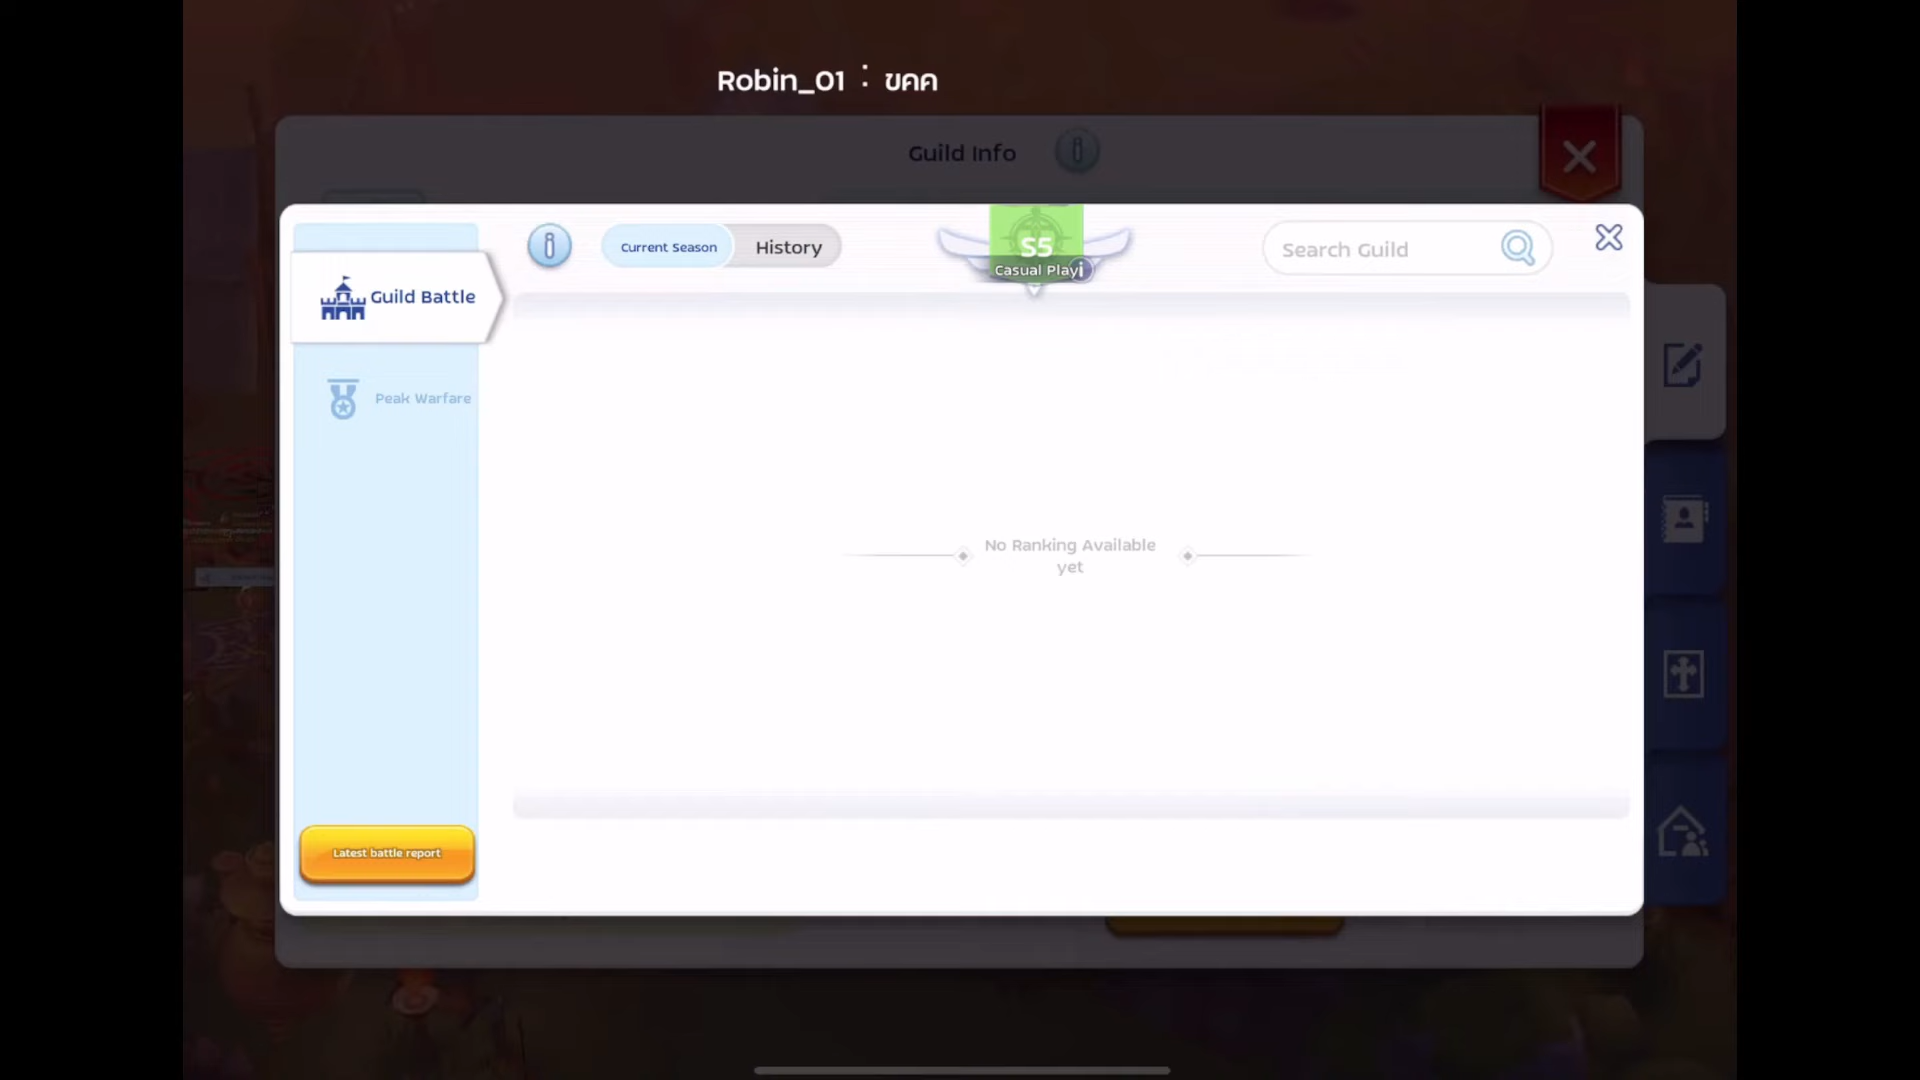 Robin_01 : ขคค
Guild Info
Current Season
History
S5
Casual Play
Search Guild
Guild Battle
Peak Warfare
No Ranking Available
yet
Latest battle report